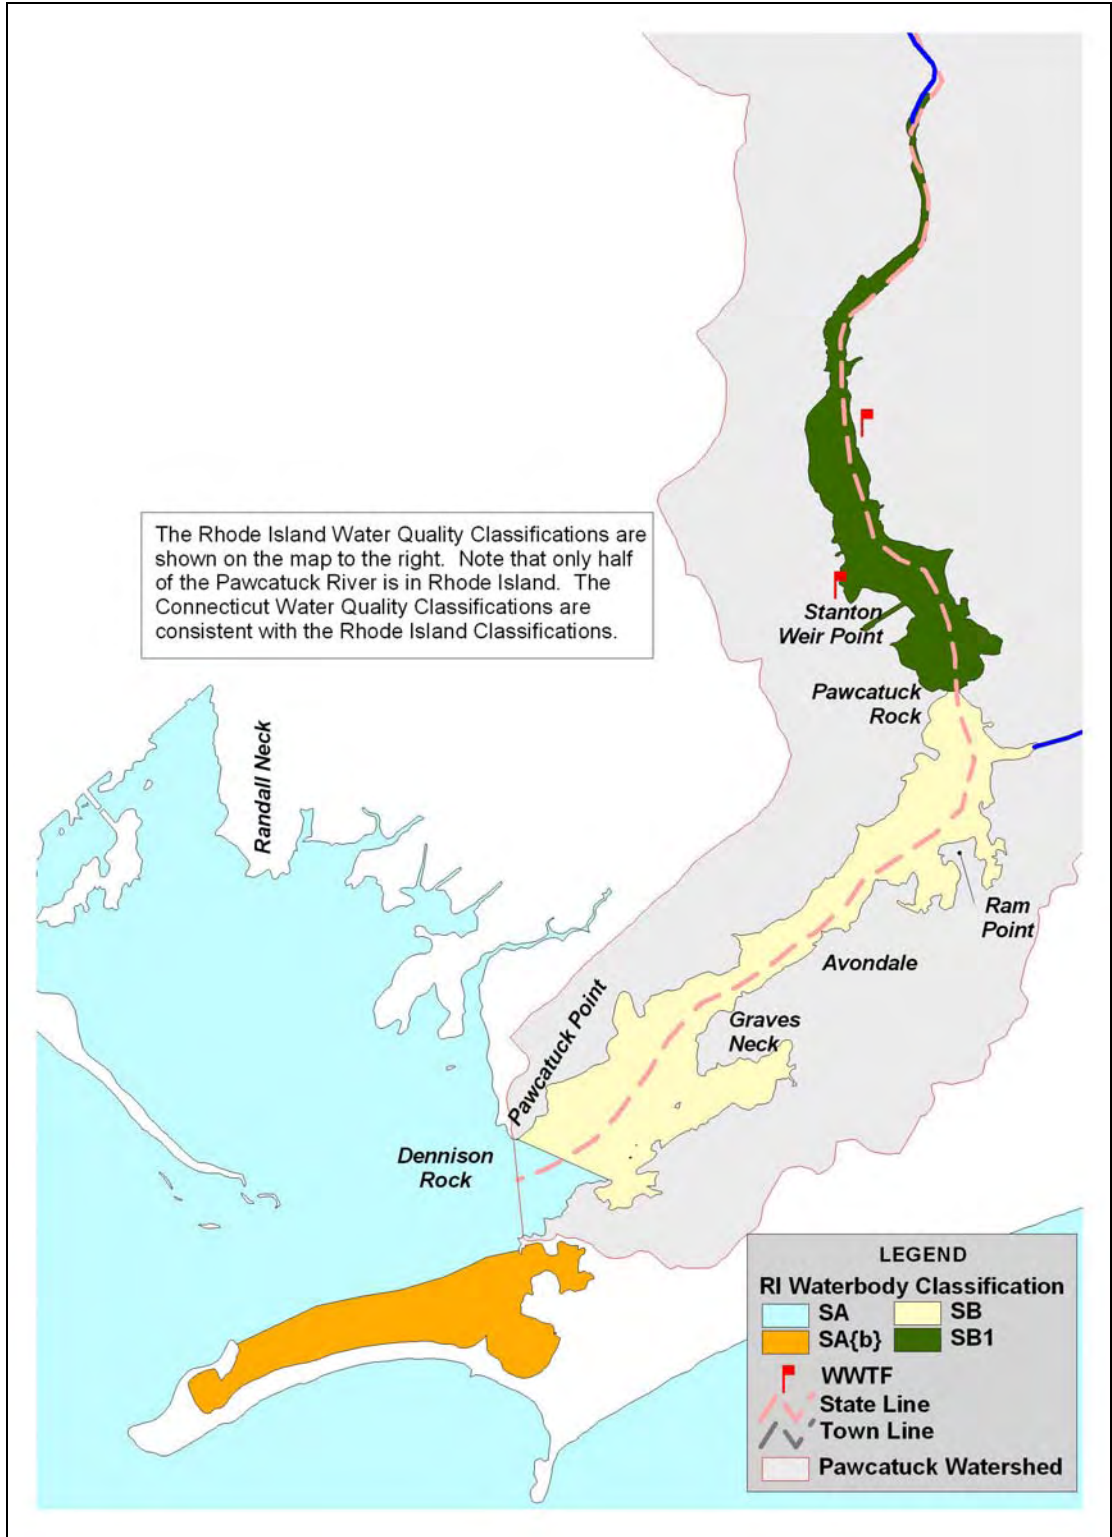 The Rhode Island Water Quality Classifications are
shown on the map to the right. Note that only half
of the Pawcatuck River is in Rhode Island. The
Connecticut Water Quality Classifications are
consistent with the Rhode Island Classifications.
Stanton
Weir Point
Pawcatuck
Rock
Randall Neck
Ram
Point
Avondale
Graves
Neck
Pawcatuck Point
Dennison
Rock
LEGEND
RI Waterbody Classification
SA SB
SA{b} SB1
WWTF
State Line
Town Line
Pawcatuck Watershed